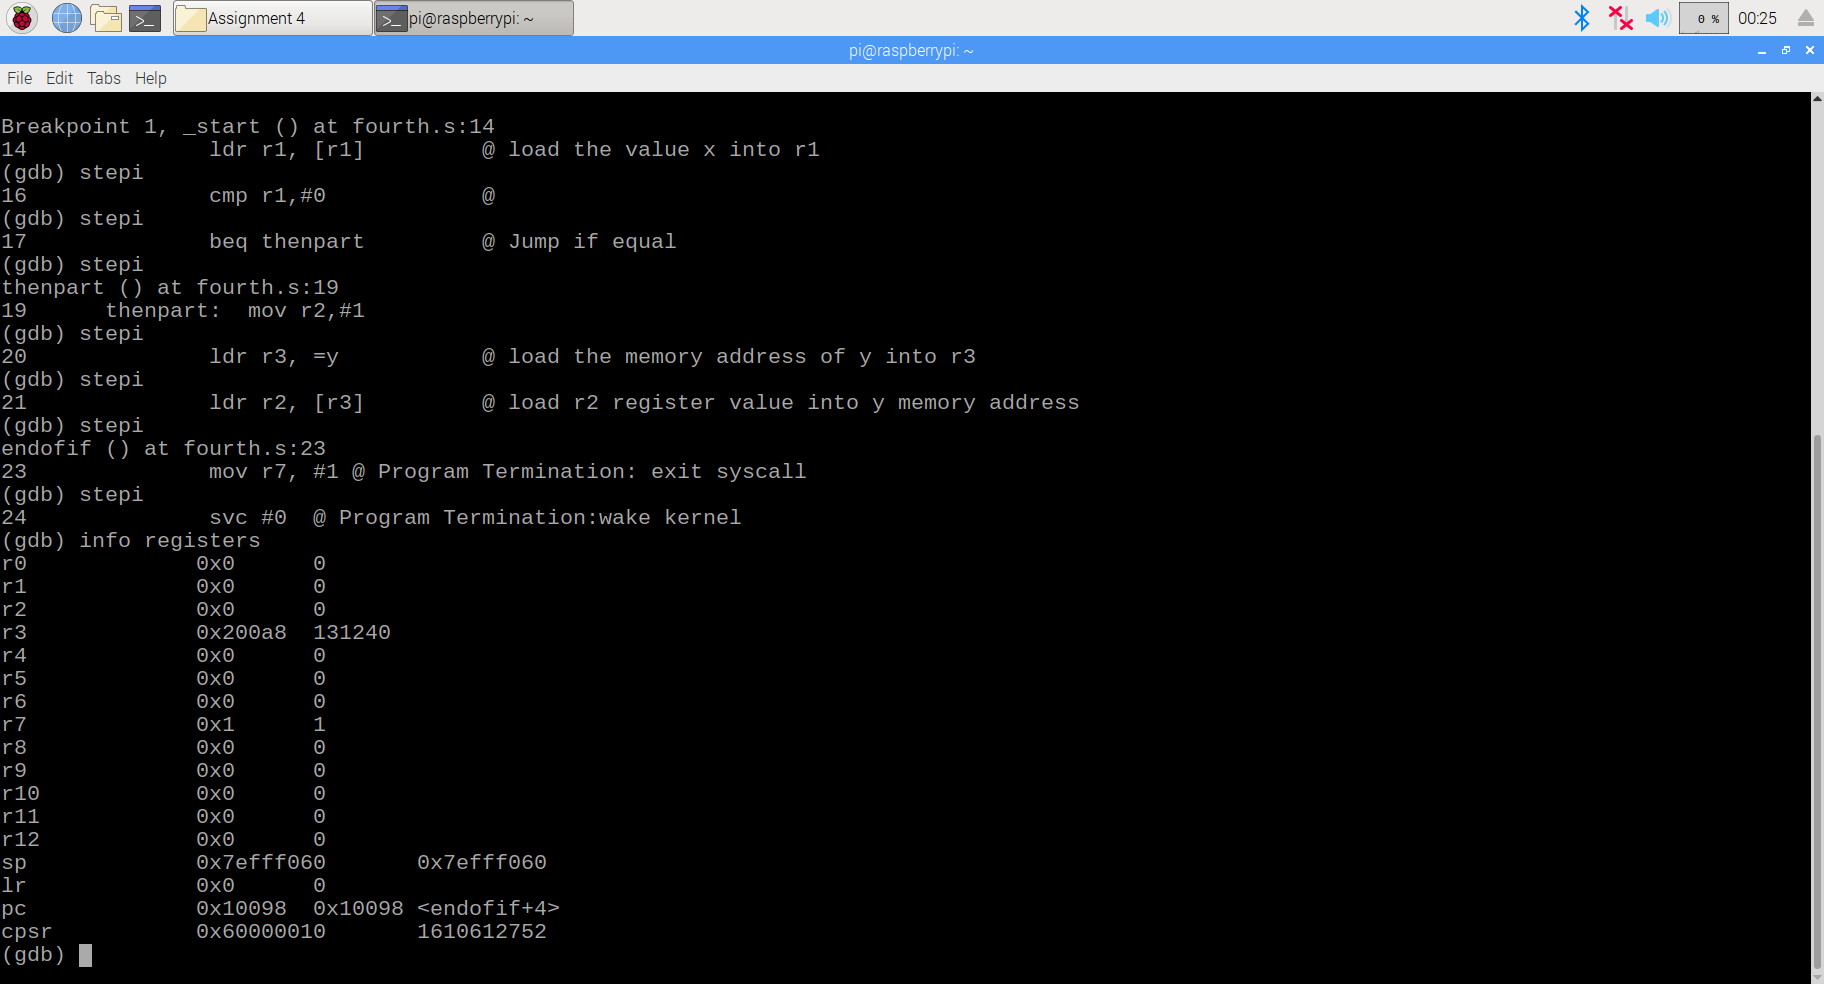 Assignment 4 pi@raspberrypi: ~ 0 % 00:25
pi@raspberrypi: ~
File Edit Tabs Help
Breakpoint 1, _start () at fourth.s:14
14 ldr r1, [r1] @ load the value x into r1
(gdb) stepi
16 cmp r1,#0 @
(gdb) stepi
17 beq thenpart @ Jump if equal
(gdb) stepi
thenpart () at fourth.s:19
19 thenpart: mov r2,#1
(gdb) stepi
20 ldr r3, =y @ load the memory address of y into r3
(gdb) stepi
21 ldr r2, [r3] @ load r2 register value into y memory address
(gdb) stepi
endofif () at fourth.s:23
23 mov r7, #1 @ Program Termination: exit syscall
(gdb) stepi
24 svc #0 @ Program Termination:wake kernel
(gdb) info registers
r0 0x0 0
r1 0x0 0
r2 0x0 0
r3 0x200a8 131240
r4 0x0 0
r5 0x0 0
r6 0x0 0
r7 0x1 1
r8 0x0 0
r9 0x0 0
r10 0x0 0
r11 0x0 0
r12 0x0 0
sp 0x7efff060 0x7efff060
lr 0x0 0
pc 0x10098 0x10098 <endofif+4>
cpsr 0x60000010 1610612752
(gdb)